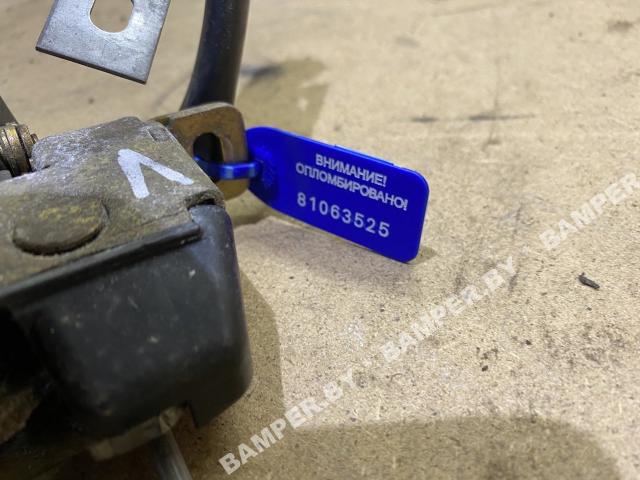 ВНИМАНИЕ!
ОПЛОМБИРОВАНО!
81063525
V
BAMPER.BY * BAMPER.BY * BAMPER.BY